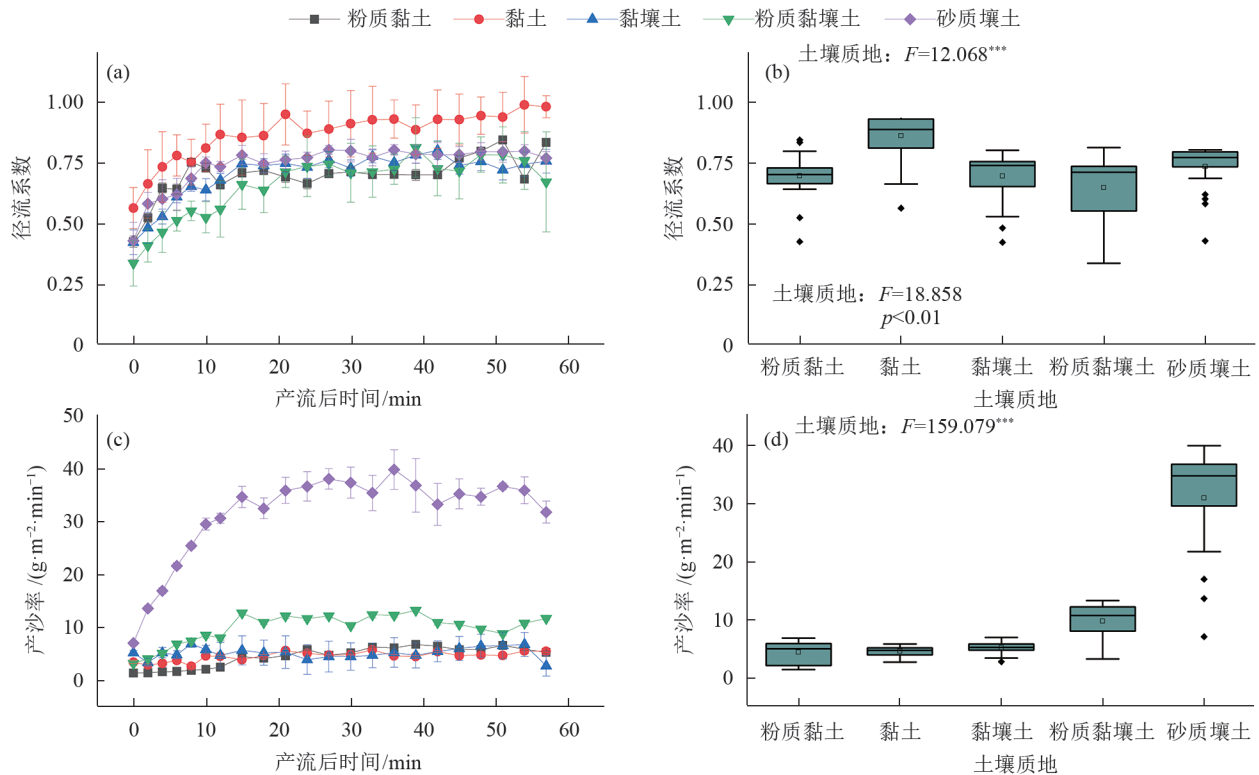 粉质黏土 黏土 黏壤土 粉质黏壤土 砂质壤土
(a)
径流系数
1.00
0.75
0.50
0.25
0
0 10 20 30 40 50 60
产流后时间/min
(b)
土壤质地：F=12.068***
径流系数
1.00
0.75
0.50
0.25
0
土壤质地：F=18.858
p<0.01
粉质黏土 黏土 黏壤土 粉质黏壤土 砂质壤土
土壤质地
(c)
产沙率/(g·m⁻²·min⁻¹)
50
40
30
20
10
0
0 10 20 30 40 50 60
产流后时间/min
(d)
土壤质地：F=159.079***
产沙率/(g·m⁻²·min⁻¹)
40
30
20
10
0
粉质黏土 黏土 黏壤土 粉质黏壤土 砂质壤土
土壤质地